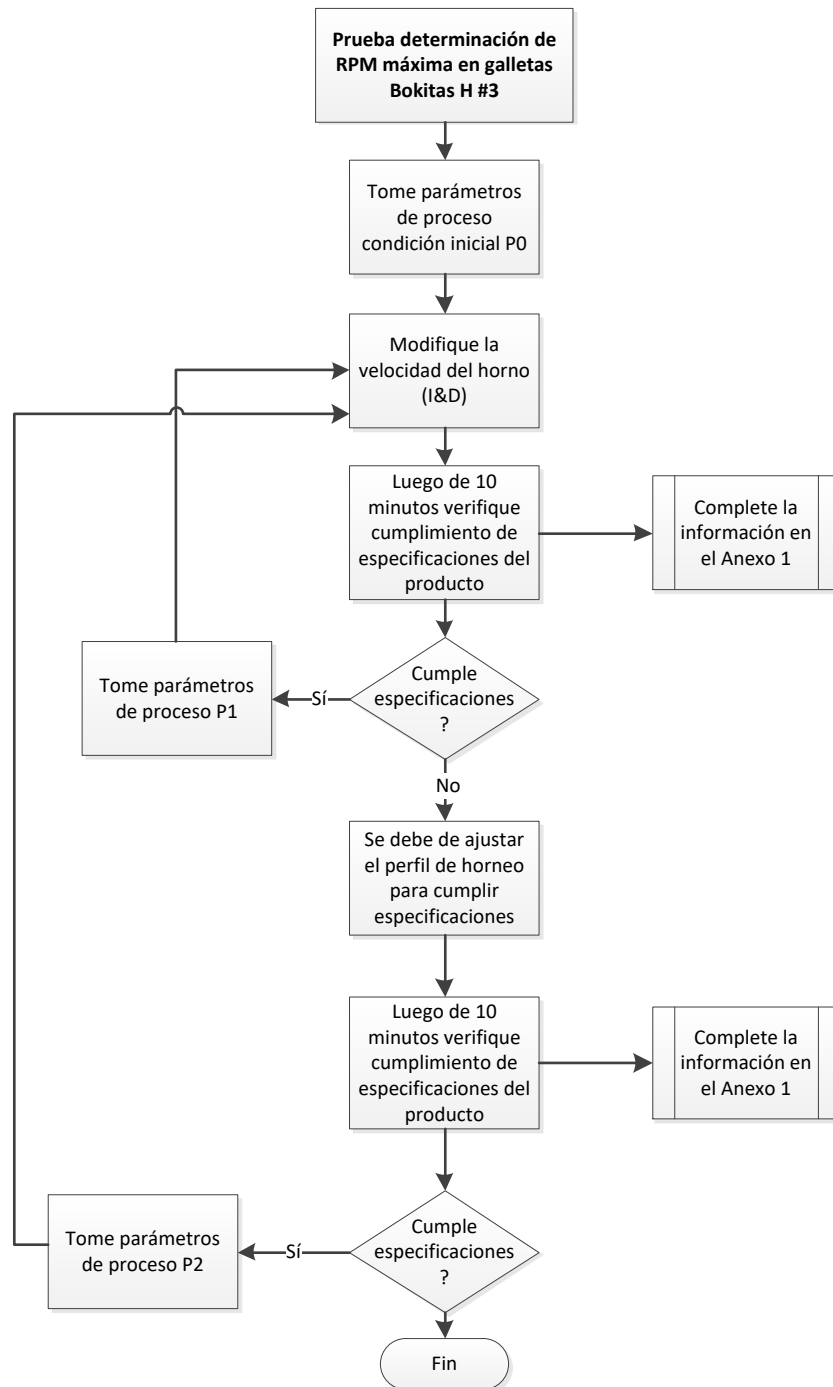 Prueba determinación de
RPM máxima en galletas
Bokitas H #3
Tome parámetros
de proceso
condición inicial P0
Modifique la
velocidad del horno
(I&D)
Luego de 10
minutos verifique
cumplimiento de
especificaciones del
producto
Complete la
información en
el Anexo 1
Cumple
especificaciones
?
Sí
Tome parámetros
de proceso P1
No
Se debe de ajustar
el perfil de horneo
para cumplir
especificaciones
Luego de 10
minutos verifique
cumplimiento de
especificaciones del
producto
Complete la
información en
el Anexo 1
Cumple
especificaciones
?
Sí
Tome parámetros
de proceso P2
Fin